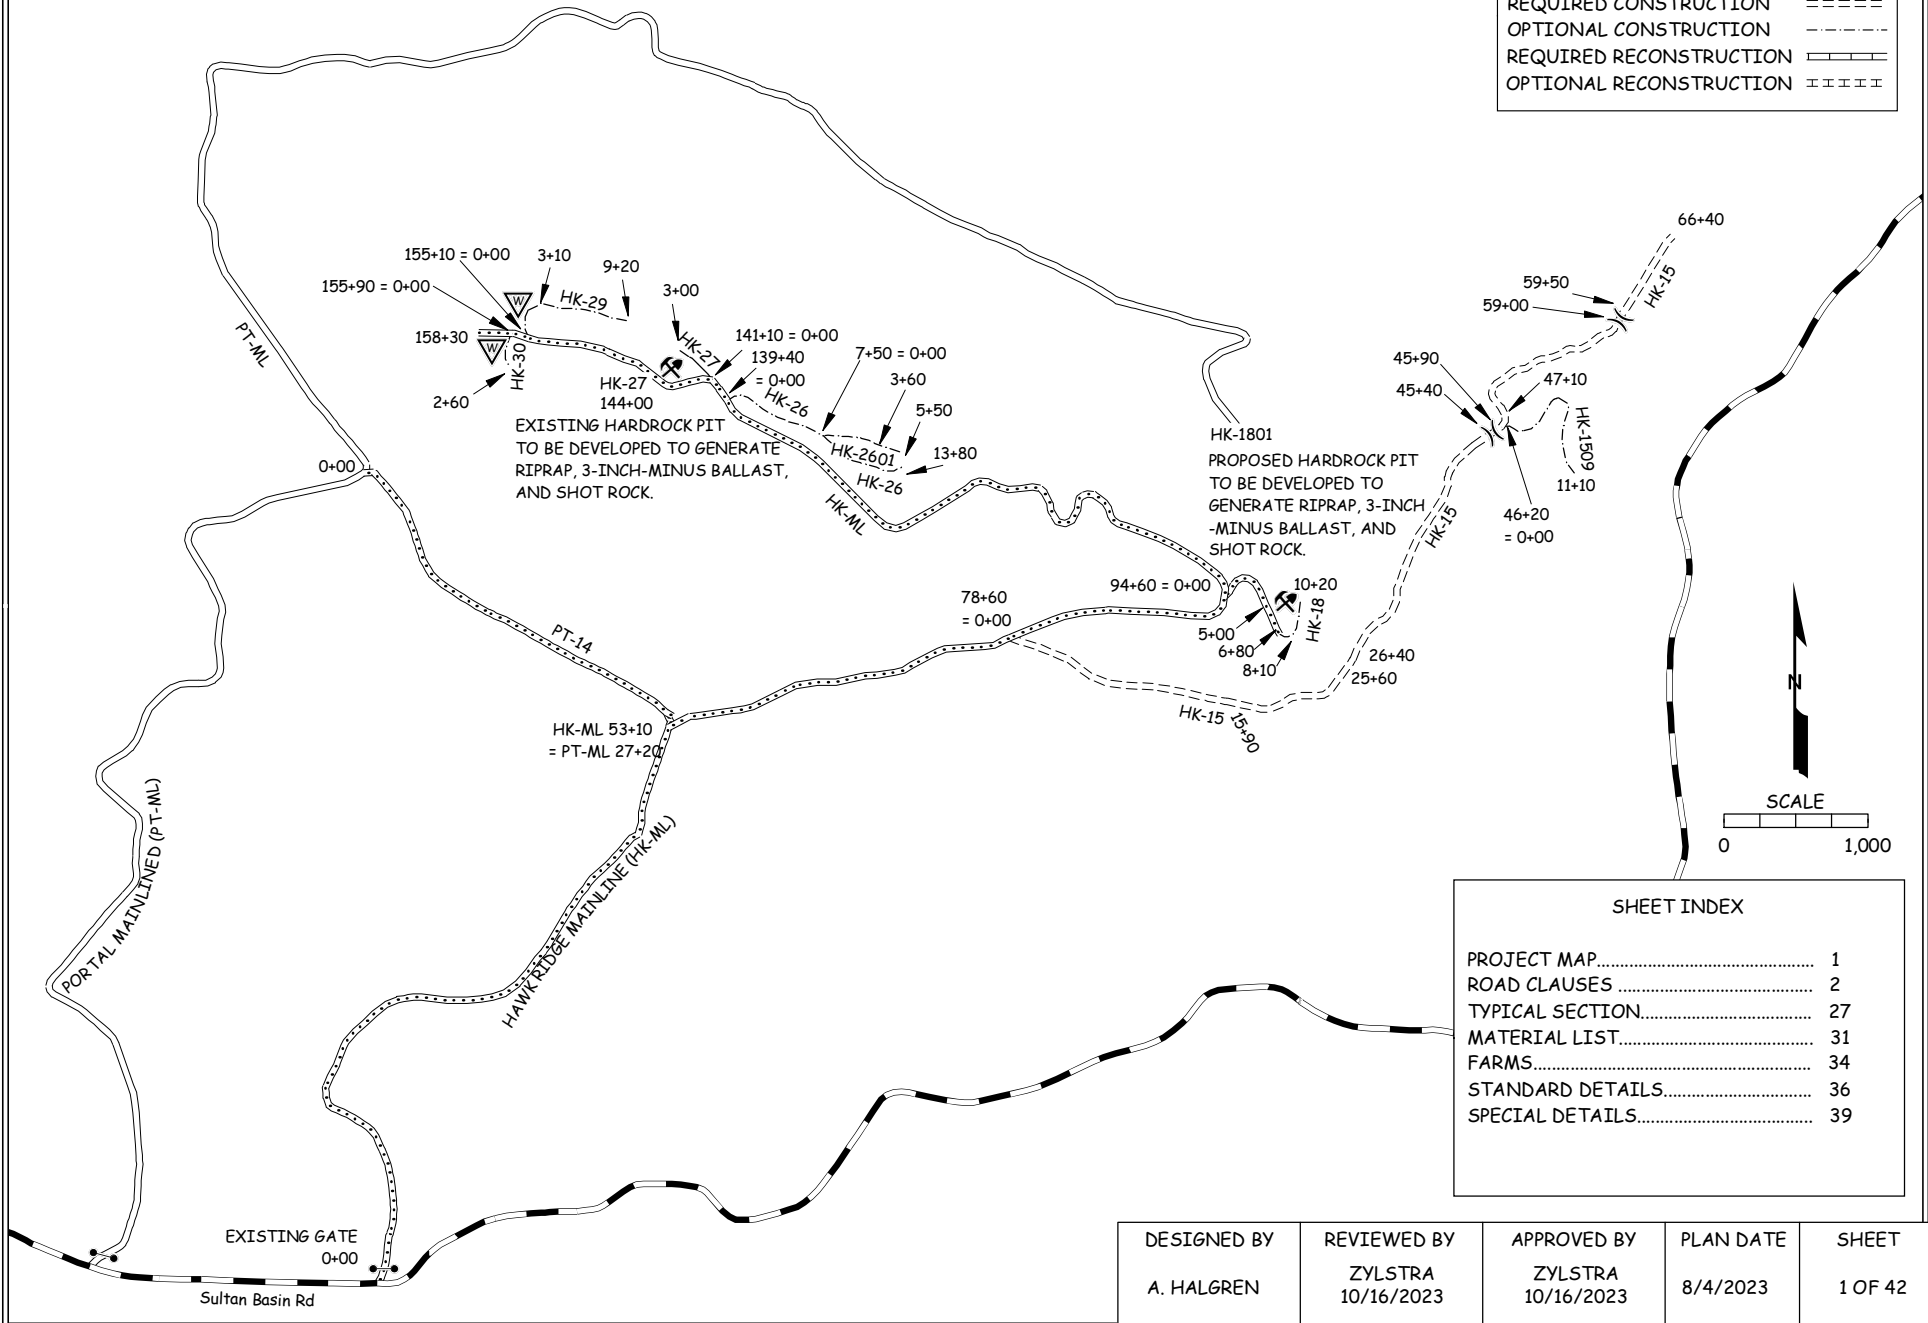 REQUIRED CONSTRUCTION
OPTIONAL CONSTRUCTION
REQUIRED RECONSTRUCTION
OPTIONAL RECONSTRUCTION
66+40
155+10 = 0+00
3+10
9+20
HK-29
155+90 = 0+00
3+00
W
158+30
W
HK-30
2+60
PT-ML
HK-27
141+10 = 0+00
139+40
= 0+00
7+50 = 0+00
3+60
5+50
HK-26
HK-2601
13+80
HK-26
HK-27
144+00
EXISTING HARDROCK PIT
TO BE DEVELOPED TO GENERATE
RIPRAP, 3-INCH-MINUS BALLAST,
AND SHOT ROCK.
HK-ML
59+50
59+00
HK-15
45+90
45+40
47+10
HK-1509
11+10
46+20
= 0+00
HK-15
HK-1801
PROPOSED HARDROCK PIT
TO BE DEVELOPED TO
GENERATE RIPRAP, 3-INCH
-MINUS BALLAST, AND
SHOT ROCK.
0+00
94+60 = 0+00
10+20
HK-18
78+60
= 0+00
5+00
6+80
8+10
26+40
25+60
PT-14
HK-15
15+90
HK-ML 53+10
= PT-ML 27+20
N
SCALE
0
1,000
PORTAL MAINLINED (PT-ML)
HAWK RIDGE MAINLINE (HK-ML)
SHEET INDEX
PROJECT MAP............................................... 1
ROAD CLAUSES .......................................... 2
TYPICAL SECTION..................................... 27
MATERIAL LIST.......................................... 31
FARMS............................................................ 34
STANDARD DETAILS................................ 36
SPECIAL DETAILS...................................... 39
EXISTING GATE
0+00
Sultan Basin Rd
DESIGNED BY
A. HALGREN
REVIEWED BY
ZYLSTRA
10/16/2023
APPROVED BY
ZYLSTRA
10/16/2023
PLAN DATE
8/4/2023
SHEET
1 OF 42